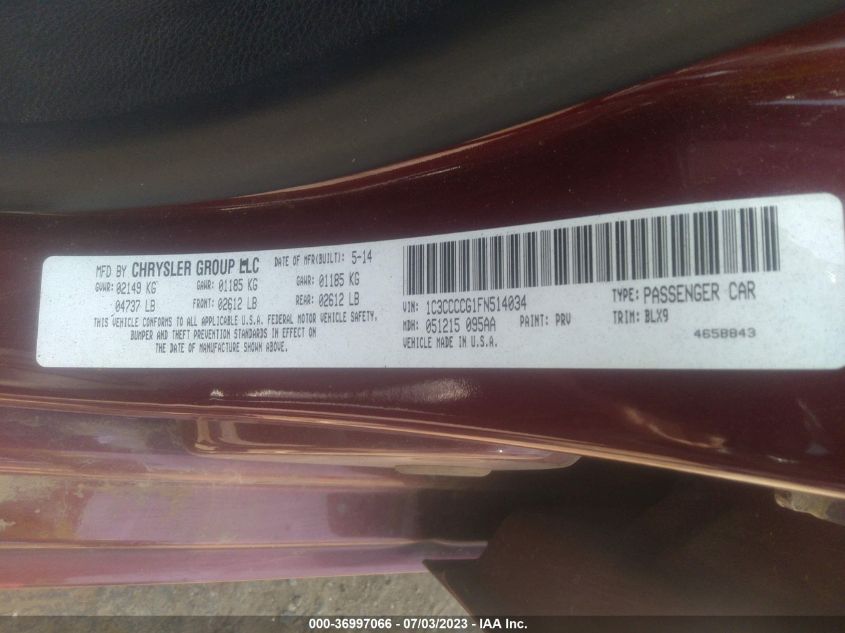 MFD BY CHRYSLER GROUP LLC DATE OF MFR(BUILT): 5-14
GVWR: 02149 KG GAWR: 01185 KG GAWR: 01185 KG
04737 LB FRONT: 02612 LB REAR: 02612 LB
THIS VEHICLE CONFORMS TO ALL APPLICABLE U.S.A. FEDERAL MOTOR VEHICLE SAFETY,
BUMPER AND THEFT PREVENTION STANDARDS IN EFFECT ON
THE DATE OF MANUFACTURE SHOWN ABOVE.
VIN: 1C3CCCCG1FN514034 TYPE: PASSENGER CAR
MDH: 051215 095AA PAINT: PRV TRIM: BLX9
VEHICLE MADE IN U.S.A. 4658843
000-36997066 - 07/03/2023 - IAA Inc.